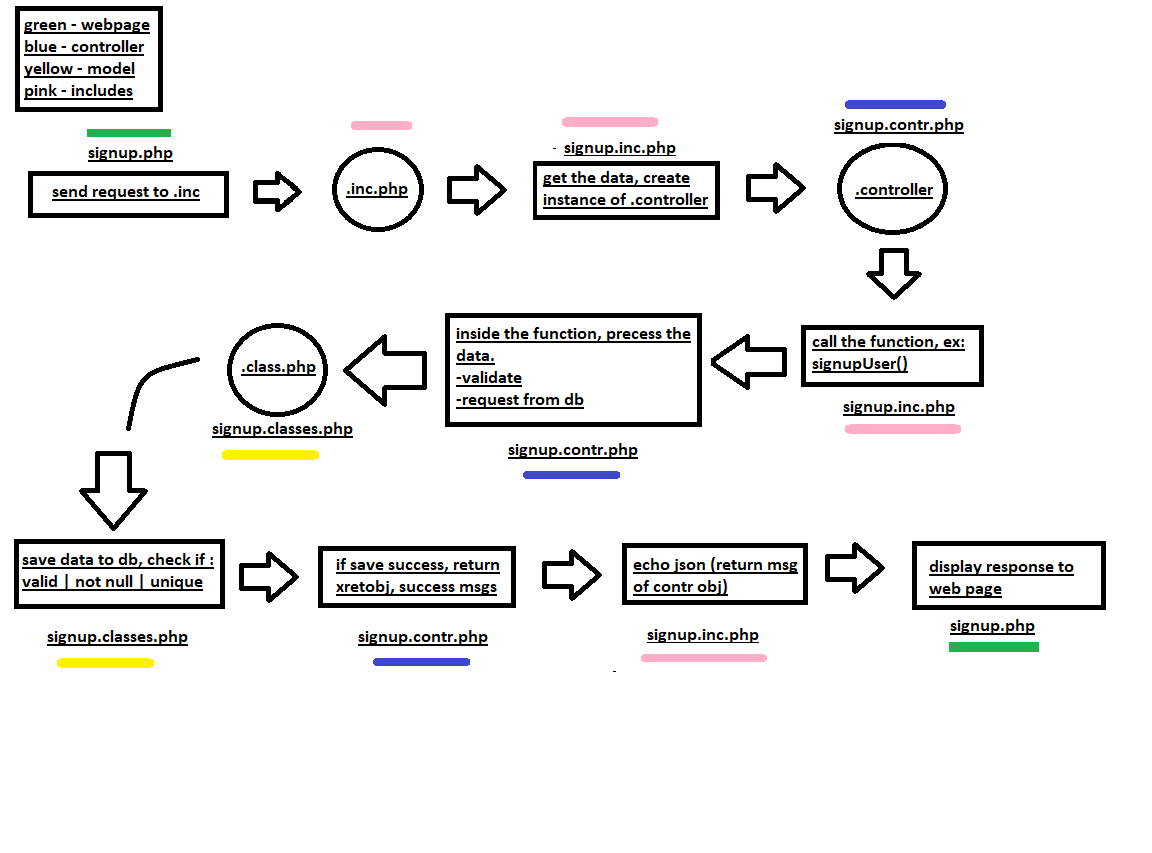 green - webpage
blue - controller
yellow - model
pink - includes
signup.php
send request to .inc
.inc.php
signup.inc.php
get the data, create
instance of .controller
signup.contr.php
.controller
call the function, ex:
signupUser()
signup.inc.php
inside the function, precess the
data.
-validate
-request from db
signup.contr.php
.class.php
signup.classes.php
save data to db, check if :
valid | not null | unique
signup.classes.php
if save success, return
xretobj, success msgs
signup.contr.php
echo json (return msg
of contr obj)
signup.inc.php
display response to
web page
signup.php